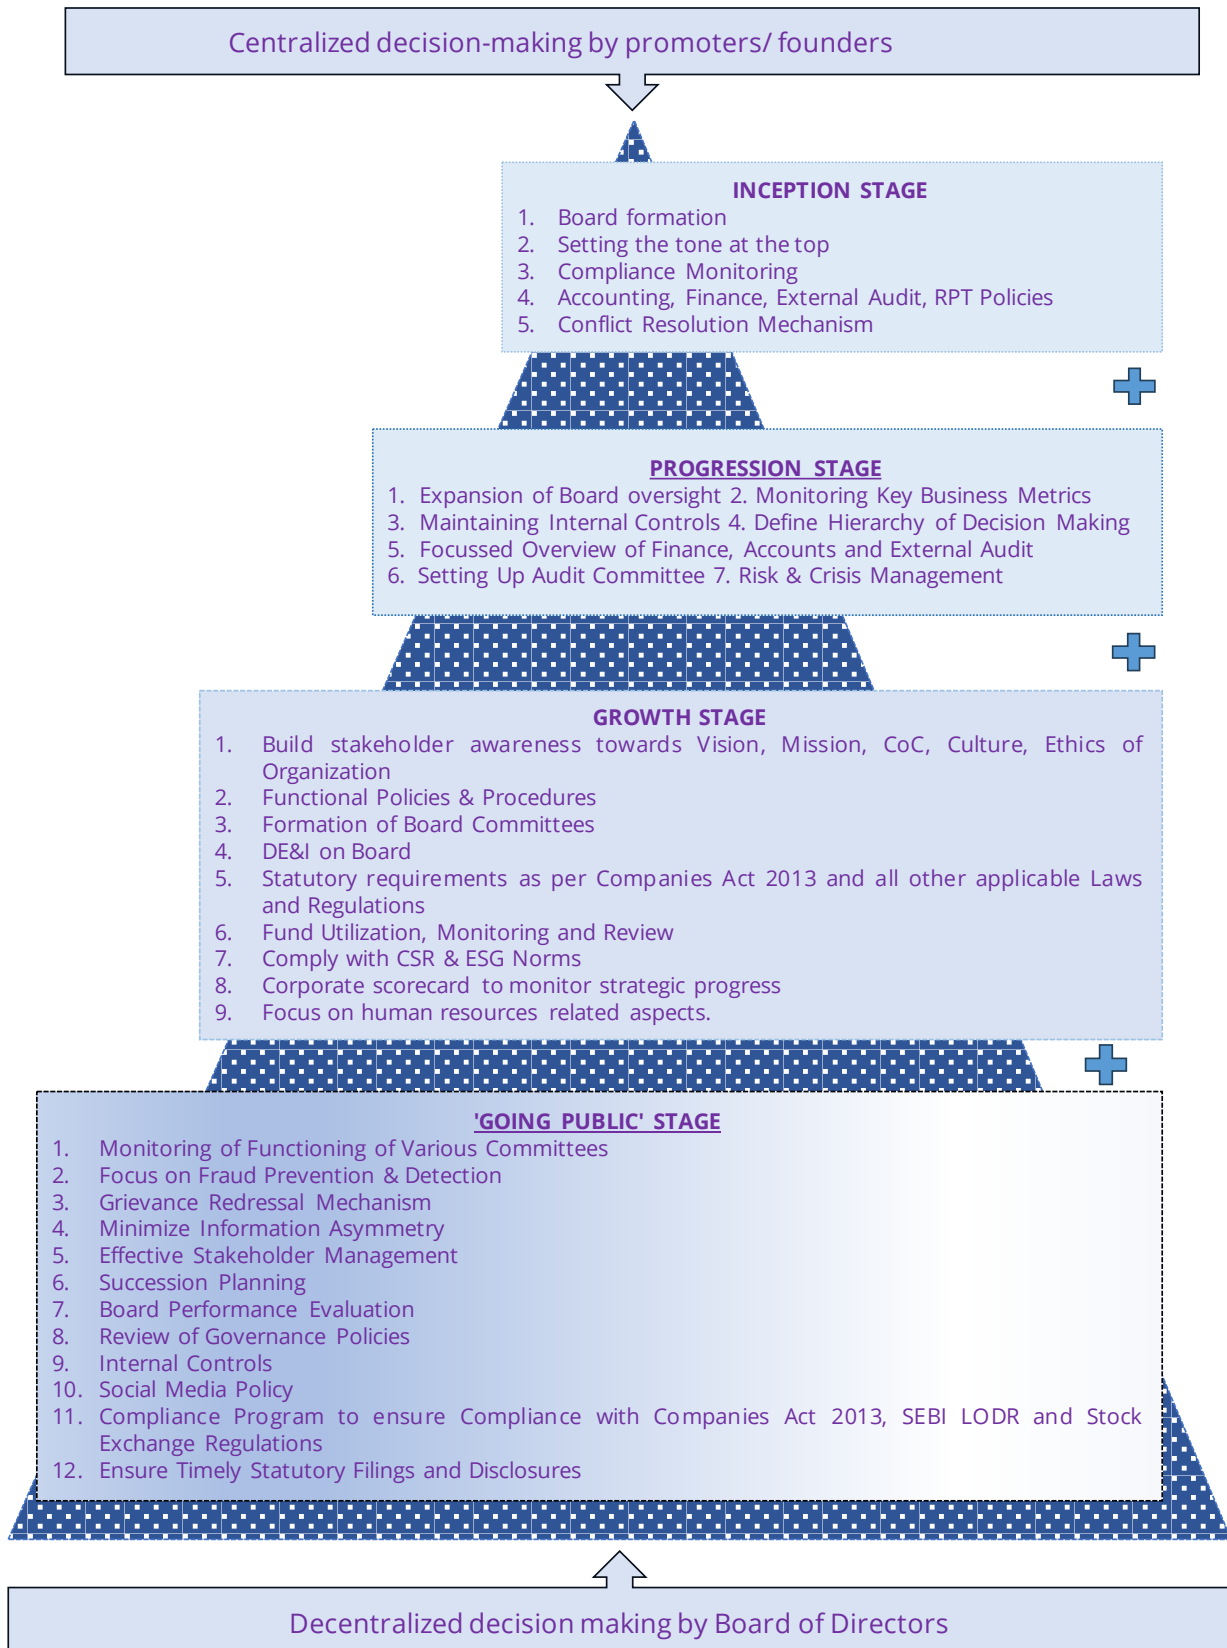 Centralized decision-making by promoters/ founders
INCEPTION STAGE
1. Board formation
2. Setting the tone at the top
3. Compliance Monitoring
4. Accounting, Finance, External Audit, RPT Policies
5. Conflict Resolution Mechanism
PROGRESSION STAGE
1. Expansion of Board oversight 2. Monitoring Key Business Metrics
3. Maintaining Internal Controls 4. Define Hierarchy of Decision Making
5. Focussed Overview of Finance, Accounts and External Audit
6. Setting Up Audit Committee 7. Risk & Crisis Management
GROWTH STAGE
1. Build stakeholder awareness towards Vision, Mission, CoC, Culture, Ethics of
Organization
2. Functional Policies & Procedures
3. Formation of Board Committees
4. DE&I on Board
5. Statutory requirements as per Companies Act 2013 and all other applicable Laws
and Regulations
6. Fund Utilization, Monitoring and Review
7. Comply with CSR & ESG Norms
8. Corporate scorecard to monitor strategic progress
9. Focus on human resources related aspects.
'GOING PUBLIC' STAGE
1. Monitoring of Functioning of Various Committees
2. Focus on Fraud Prevention & Detection
3. Grievance Redressal Mechanism
4. Minimize Information Asymmetry
5. Effective Stakeholder Management
6. Succession Planning
7. Board Performance Evaluation
8. Review of Governance Policies
9. Internal Controls
10. Social Media Policy
11. Compliance Program to ensure Compliance with Companies Act 2013, SEBI LODR and Stock
Exchange Regulations
12. Ensure Timely Statutory Filings and Disclosures
Decentralized decision making by Board of Directors